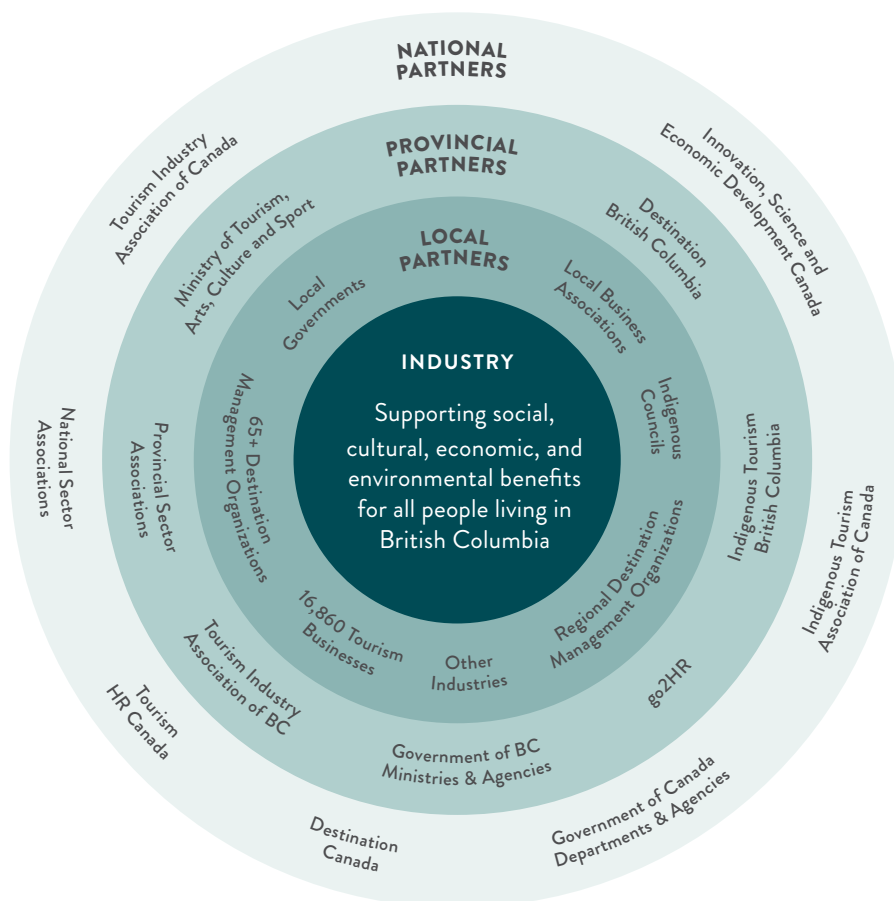 NATIONAL
PARTNERS
Innovation, Science and
Economic Development Canada
Indigenous Tourism
Association of Canada
Government of Canada
Departments & Agencies
Destination
Canada
Tourism
HR Canada
National Sector
Associations
Tourism Industry
Association of Canada
PROVINCIAL
PARTNERS
Destination
British Columbia
Indigenous Tourism
British Columbia
go2HR
Government of BC
Ministries & Agencies
Tourism Industry
Association of BC
Provincial Sector
Associations
Ministry of Tourism,
Arts, Culture and Sport
LOCAL
PARTNERS
Local Business
Associations
Indigenous
Councils
Regional Destination
Management Organizations
Other
Industries
16,860 Tourism
Businesses
65+ Destination
Management Organizations
Local
Governments
INDUSTRY
Supporting social,
cultural, economic, and
environmental benefits
for all people living in
British Columbia